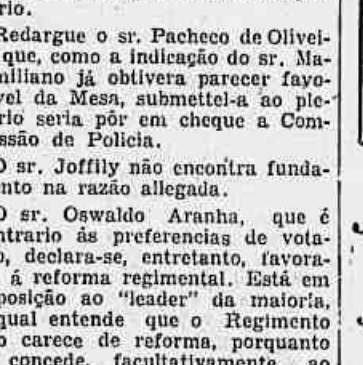 rio.
Redargue o sr. Pacheco de Olivei-
que, como a indicação do sr. Ma-
miliano já obtivera parecer favo-
vel da Mesa, submettel-a ao ple-
rio seria pôr em cheque a Com-
ssão de Policia.
O sr. Joffily não encontra funda-
ento na razão allegada.
O sr. Oswaldo Aranha, que é
ntrario ás preferencias de vota-
o, declara-se, entretanto, favora-
á reforma regimental. Está em
posição ao "leader" da maioria,
qual entende que o Regimento
o carece de reforma, porquanto
concede, facultativamente, ao